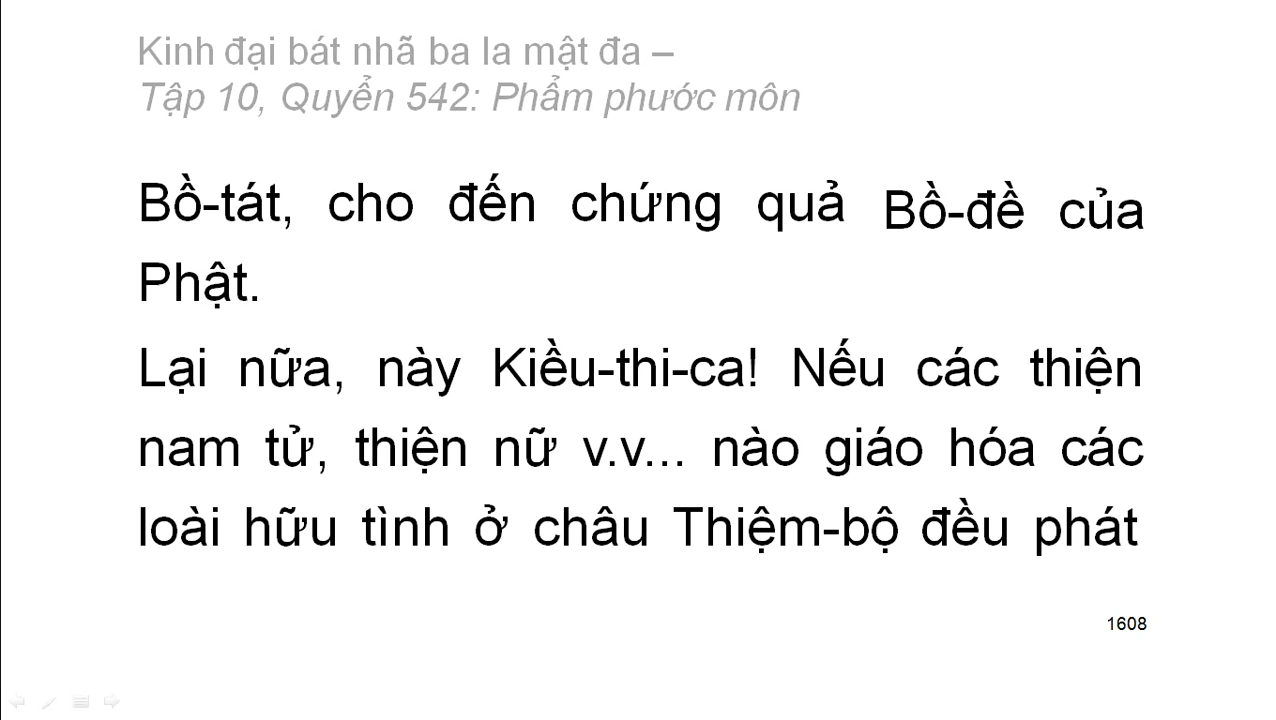 Kinh đại bát nhã ba la mật đa –
Tập 10, Quyển 542: Phẩm phước môn
Bồ-tát, cho đến chứng quả Bồ-đề của
Phật.
Lại nữa, này Kiều-thi-ca! Nếu các thiện
nam tử, thiện nữ v.v... nào giáo hóa các
loài hữu tình ở châu Thiệm-bộ đều phát
1608